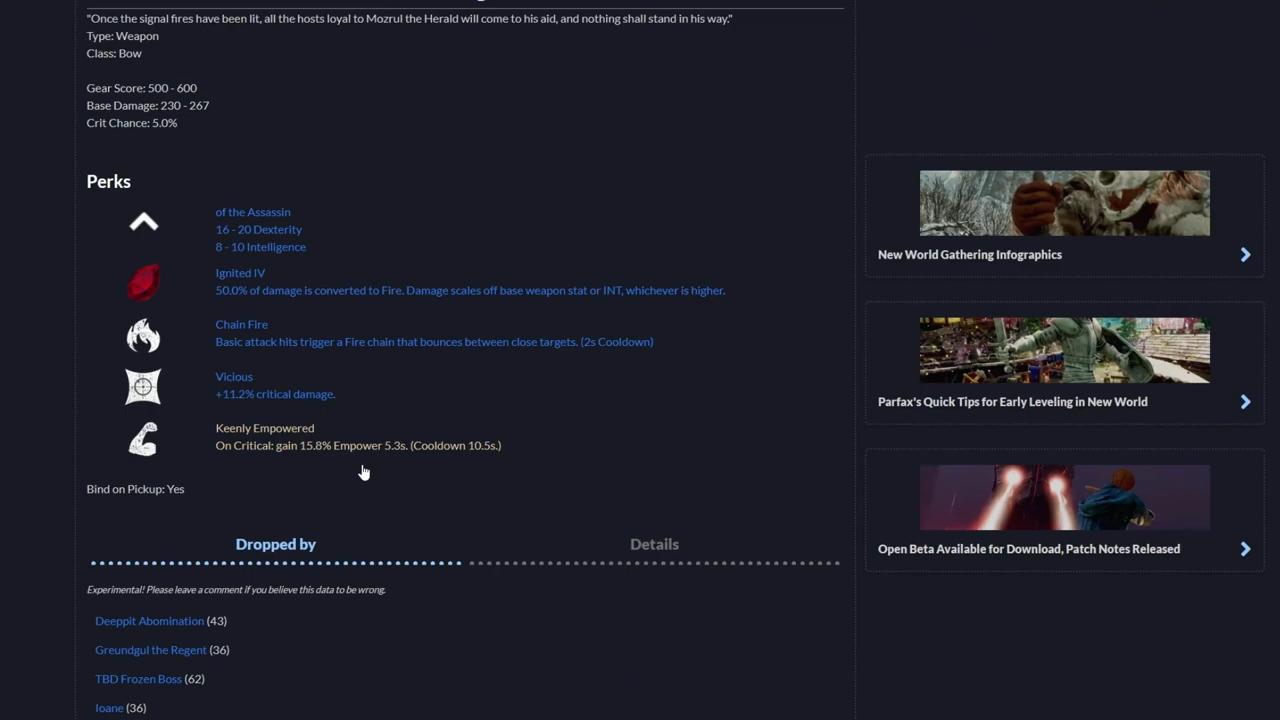 "Once the signal fires have been lit, all the hosts loyal to Mozrul the Herald will come to his aid, and nothing shall stand in his way."
Type: Weapon
Class: Bow
Gear Score: 500 - 600
Base Damage: 230 - 267
Crit Chance: 5.0%
Perks
of the Assassin
16 - 20 Dexterity
8 - 10 Intelligence
Ignited IV
50.0% of damage is converted to Fire. Damage scales off base weapon stat or INT, whichever is higher.
Chain Fire
Basic attack hits trigger a Fire chain that bounces between close targets. (2s Cooldown)
Vicious
+11.2% critical damage.
Keenly Empowered
On Critical: gain 15.8% Empower 5.3s. (Cooldown 10.5s.)
Bind on Pickup: Yes
Dropped by
Details
Experimental! Please leave a comment if you believe this data to be wrong.
Deeppit Abomination (43)
Greundgul the Regent (36)
TBD Frozen Boss (62)
Ioane (36)
New World Gathering Infographics
Parfax's Quick Tips for Early Leveling in New World
Open Beta Available for Download, Patch Notes Released